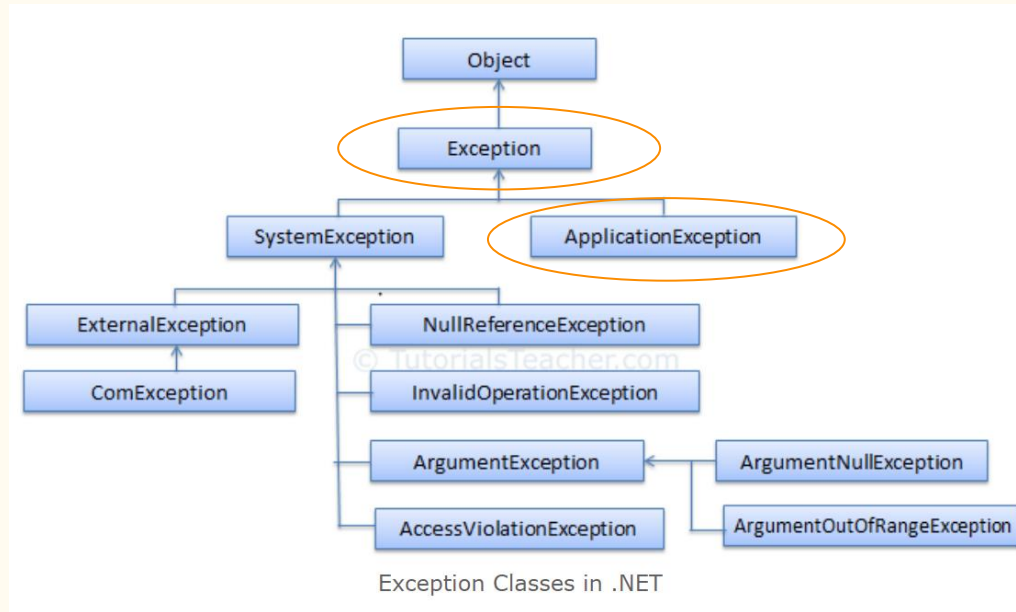 Object
Exception
SystemException
ApplicationException
ExternalException
NullReferenceException
© TutorialsTeacher.com
ComException
InvalidOperationException
ArgumentException
ArgumentNullException
AccessViolationException
ArgumentOutOfRangeException
Exception Classes in .NET